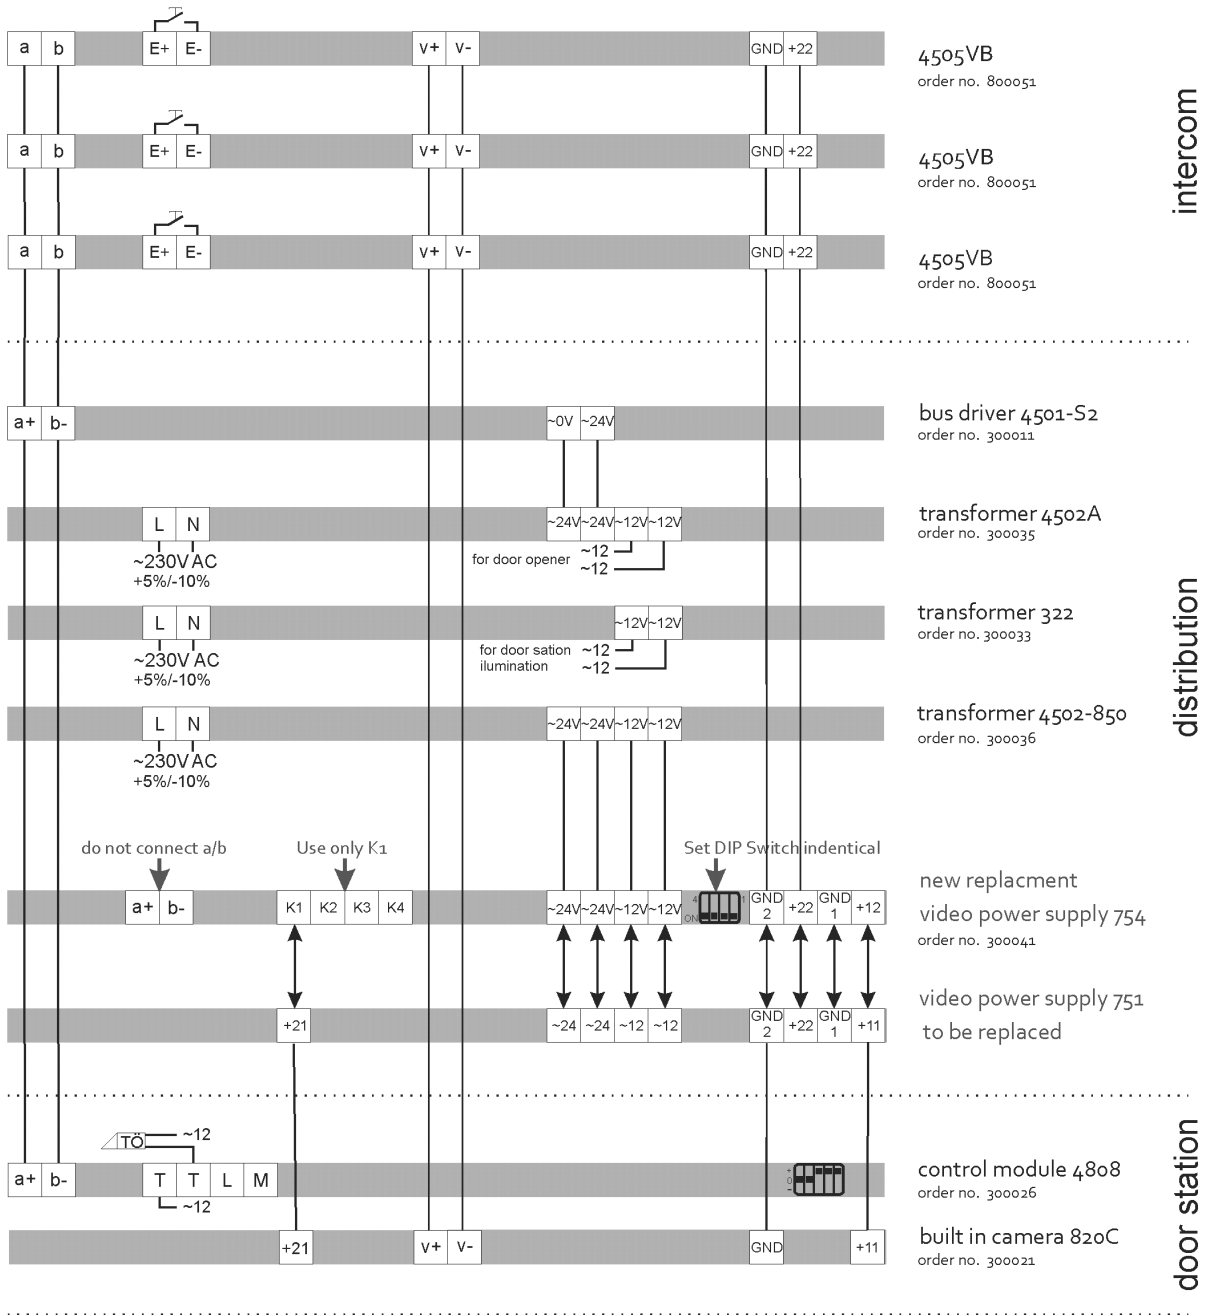 a b E+ E- v+ v- GND +22 4505VB
order no. 800051
a b E+ E- v+ v- GND +22 4505VB
order no. 800051
a b E+ E- v+ v- GND +22 4505VB
order no. 800051
intercom
a+ b- ~0V ~24V bus driver 4501-S2
order no. 300011
L N ~24V ~24V ~12V ~12V transformer 4502A
order no. 300035
~230V AC
+5%/-10%
for door opener ~12
~12
L N ~12V ~12V transformer 322
order no. 300033
~230V AC
+5%/-10%
for door sation ~12
ilumination ~12
L N ~24V ~24V ~12V ~12V transformer 4502-850
order no. 300036
~230V AC
+5%/-10%
distribution
do not connect a/b Use only K1 Set DIP Switch indentical
new replacment
a+ b- K1 K2 K3 K4 ~24V ~24V ~12V ~12V 4 1 ON GND 2 +22 GND 1 +12 video power supply 754
order no. 300041
video power supply 751
+21 ~24 ~24 ~12 ~12 GND 2 +22 GND 1 +11 to be replaced
TÖ ~12
a+ b- T T L M + 0 - control module 4808
order no. 300026
~12
+21 v+ v- GND +11 built in camera 820C
order no. 300021
door station